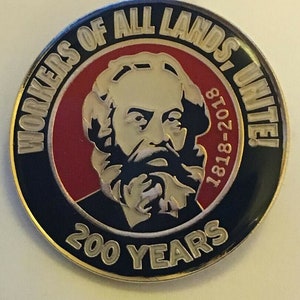 WORKERS OF ALL LANDS, UNITE!
1818-2018
200 YEARS